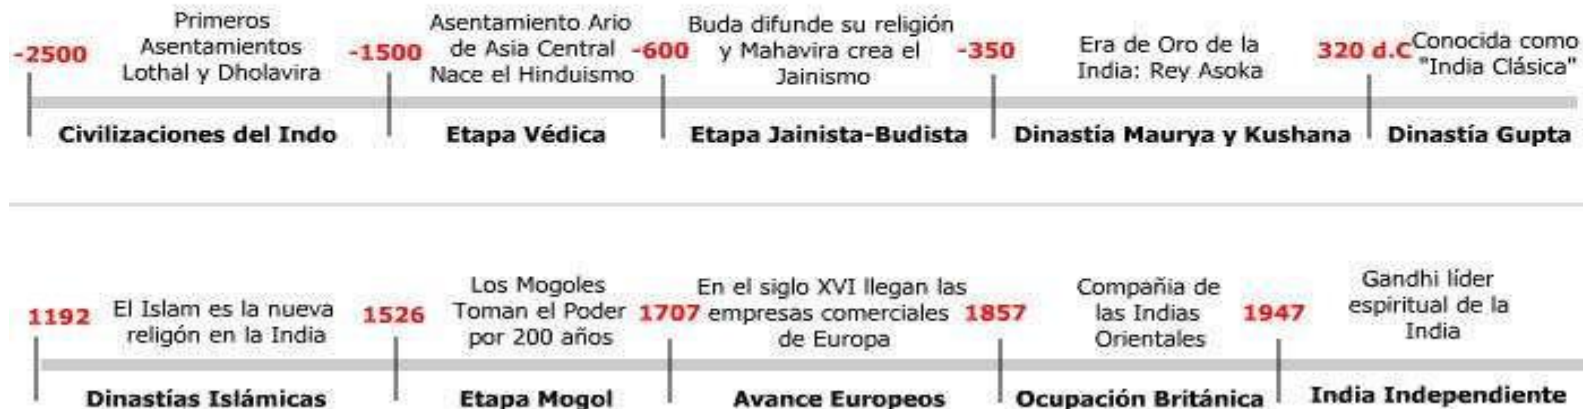 -2500
Primeros
Asentamientos
Lothal y Dholavira
-1500
Asentamiento Ario
de Asia Central
Nace el Hinduismo
-600
Buda difunde su religión
y Mahavira crea el
Jainismo
-350
Era de Oro de la
India: Rey Asoka
320 d.C
Conocida como
"India Clásica"
Civilizaciones del Indo
Etapa Védica
Etapa Jainista-Budista
Dinastía Maurya y Kushana
Dinastía Gupta
1192
El Islam es la nueva
religón en la India
1526
Los Mogoles
Toman el Poder
por 200 años
1707
En el siglo XVI llegan las
empresas comerciales
de Europa
1857
Compañia de
las Indias
Orientales
1947
Gandhi líder
espiritual de la
India
Dinastías Islámicas
Etapa Mogol
Avance Europeos
Ocupación Británica
India Independiente